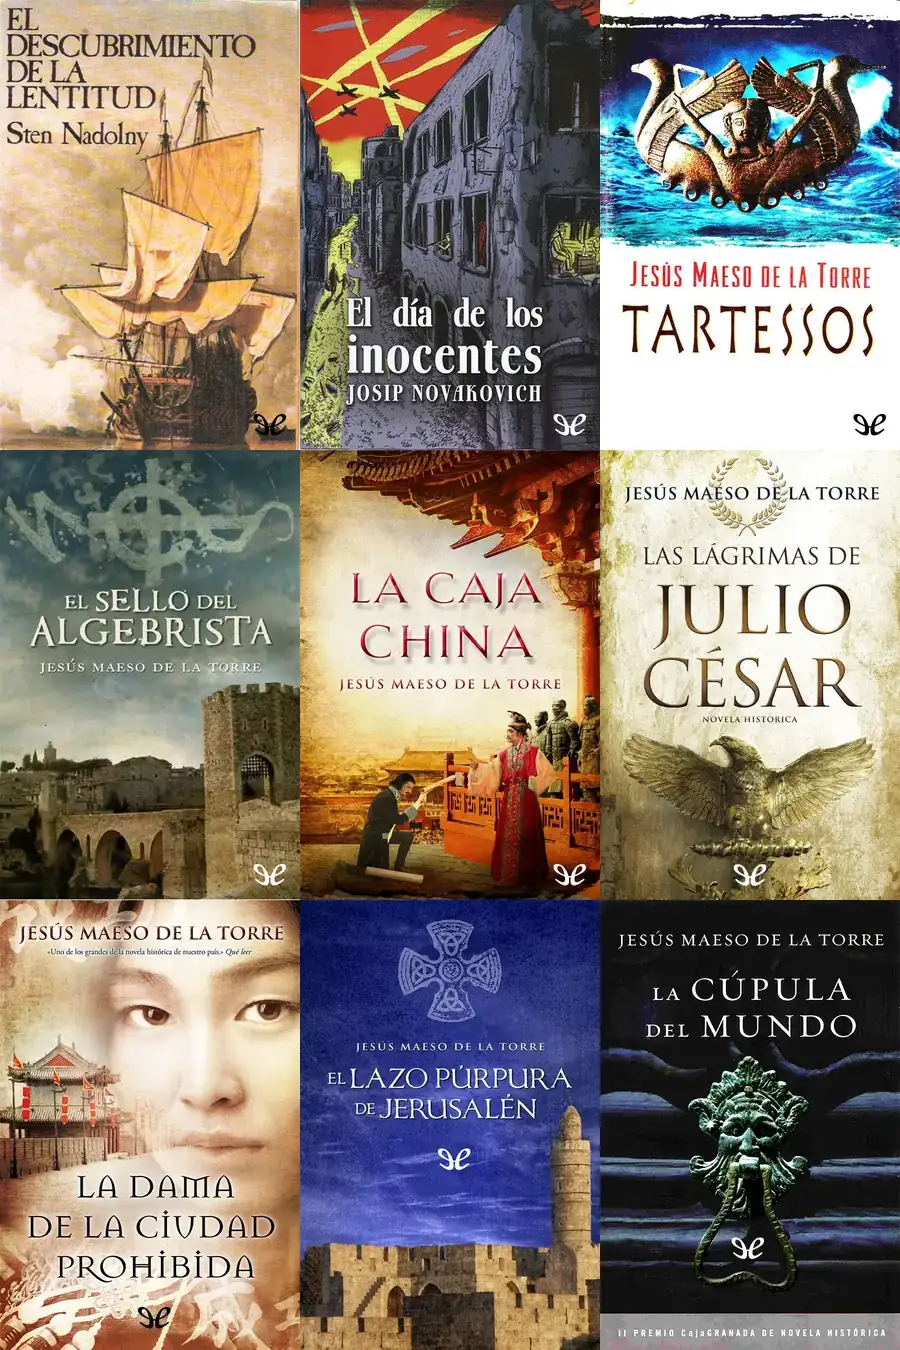 EL
DESCUBRIMIENTO
DE LA
LENTITUD
Sten Nadolny
El día de los
inocentes
JOSIP NOVAKOVICH
JESÚS MAESO DE LA TORRE
TARTESSOS
EL SELLO DEL
ALGEBRISTA
JESÚS MAESO DE LA TORRE
LA CAJA
CHINA
JESÚS MAESO DE LA TORRE
JESÚS MAESO DE LA TORRE
LAS LÁGRIMAS DE
JULIO
CÉSAR
NOVELA HISTÓRICA
JESÚS MAESO DE LA TORRE
«Uno de los grandes de la novela histórica de nuestro país.» Qué leer
LA DAMA
DE LA CIUDAD
PROHIBIDA
JESÚS MAESO DE LA TORRE
EL LAZO PÚRPURA
DE JERUSALÉN
JESÚS MAESO DE LA TORRE
LA CÚPULA
DEL MUNDO
II PREMIO CajaGRANADA DE NOVELA HISTÓRICA